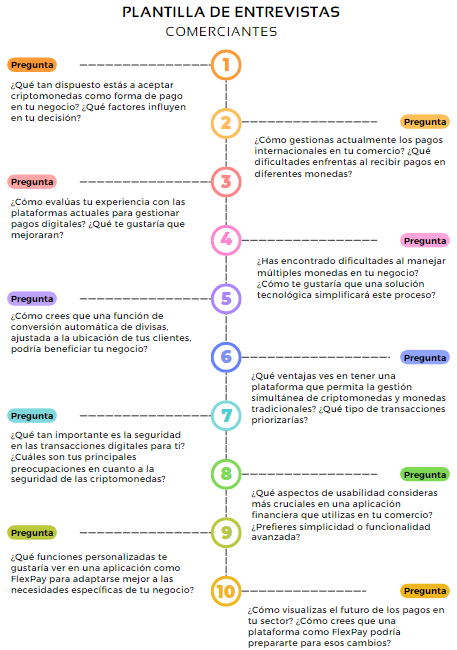 PLANTILLA DE ENTREVISTAS
COMERCIANTES
Pregunta
1
¿Qué tan dispuesto estás a aceptar
criptomonedas como forma de pago
en tu negocio? ¿Qué factores influyen
en tu decisión?
2
Pregunta
¿Cómo gestionas actualmente los pagos
internacionales en tu comercio? ¿Qué
dificultades enfrentas al recibir pagos en
diferentes monedas?
Pregunta
3
¿Cómo evalúas tu experiencia con las
plataformas actuales para gestionar
pagos digitales? ¿Qué te gustaría que
mejoraran?
4
Pregunta
¿Has encontrado dificultades al manejar
múltiples monedas en tu negocio?
¿Cómo te gustaría que una solución
tecnológica simplificará este proceso?
Pregunta
5
¿Cómo crees que una función de
conversión automática de divisas,
ajustada a la ubicación de tus clientes,
podría beneficiar tu negocio?
6
Pregunta
¿Qué ventajas ves en tener una
plataforma que permita la gestión
simultánea de criptomonedas y monedas
tradicionales? ¿Qué tipo de transacciones
priorizarías?
Pregunta
7
¿Qué tan importante es la seguridad
en las transacciones digitales para ti?
¿Cuáles son tus principales
preocupaciones en cuanto a la
seguridad de las criptomonedas?
8
Pregunta
¿Qué aspectos de usabilidad consideras
más cruciales en una aplicación
financiera que utilizas en tu comercio?
¿Prefieres simplicidad o funcionalidad
avanzada?
Pregunta
9
¿Qué funciones personalizadas te
gustaría ver en una aplicación como
FlexPay para adaptarse mejor a las
necesidades específicas de tu negocio?
10
Pregunta
¿Cómo visualizas el futuro de los pagos en
tu sector? ¿Cómo crees que una
plataforma como FlexPay podría
prepararte para esos cambios?